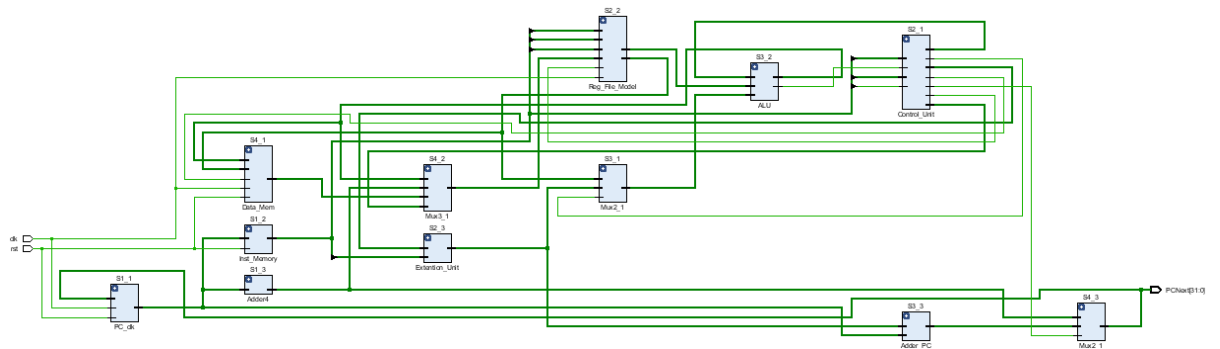 S2_2
Reg_File_Model
S2_1
Control_Unit
S3_2
ALU
S4_1
Data_Mem
S4_2
Mux3_1
S3_1
Mux2_1
clk
rst
S1_2
Inst_Memory
S2_3
Extention_Unit
S1_3
Adder4
S1_1
PC_clk
S3_3
Adder_PC
S4_3
Mux2_1
PCNext[31:0]